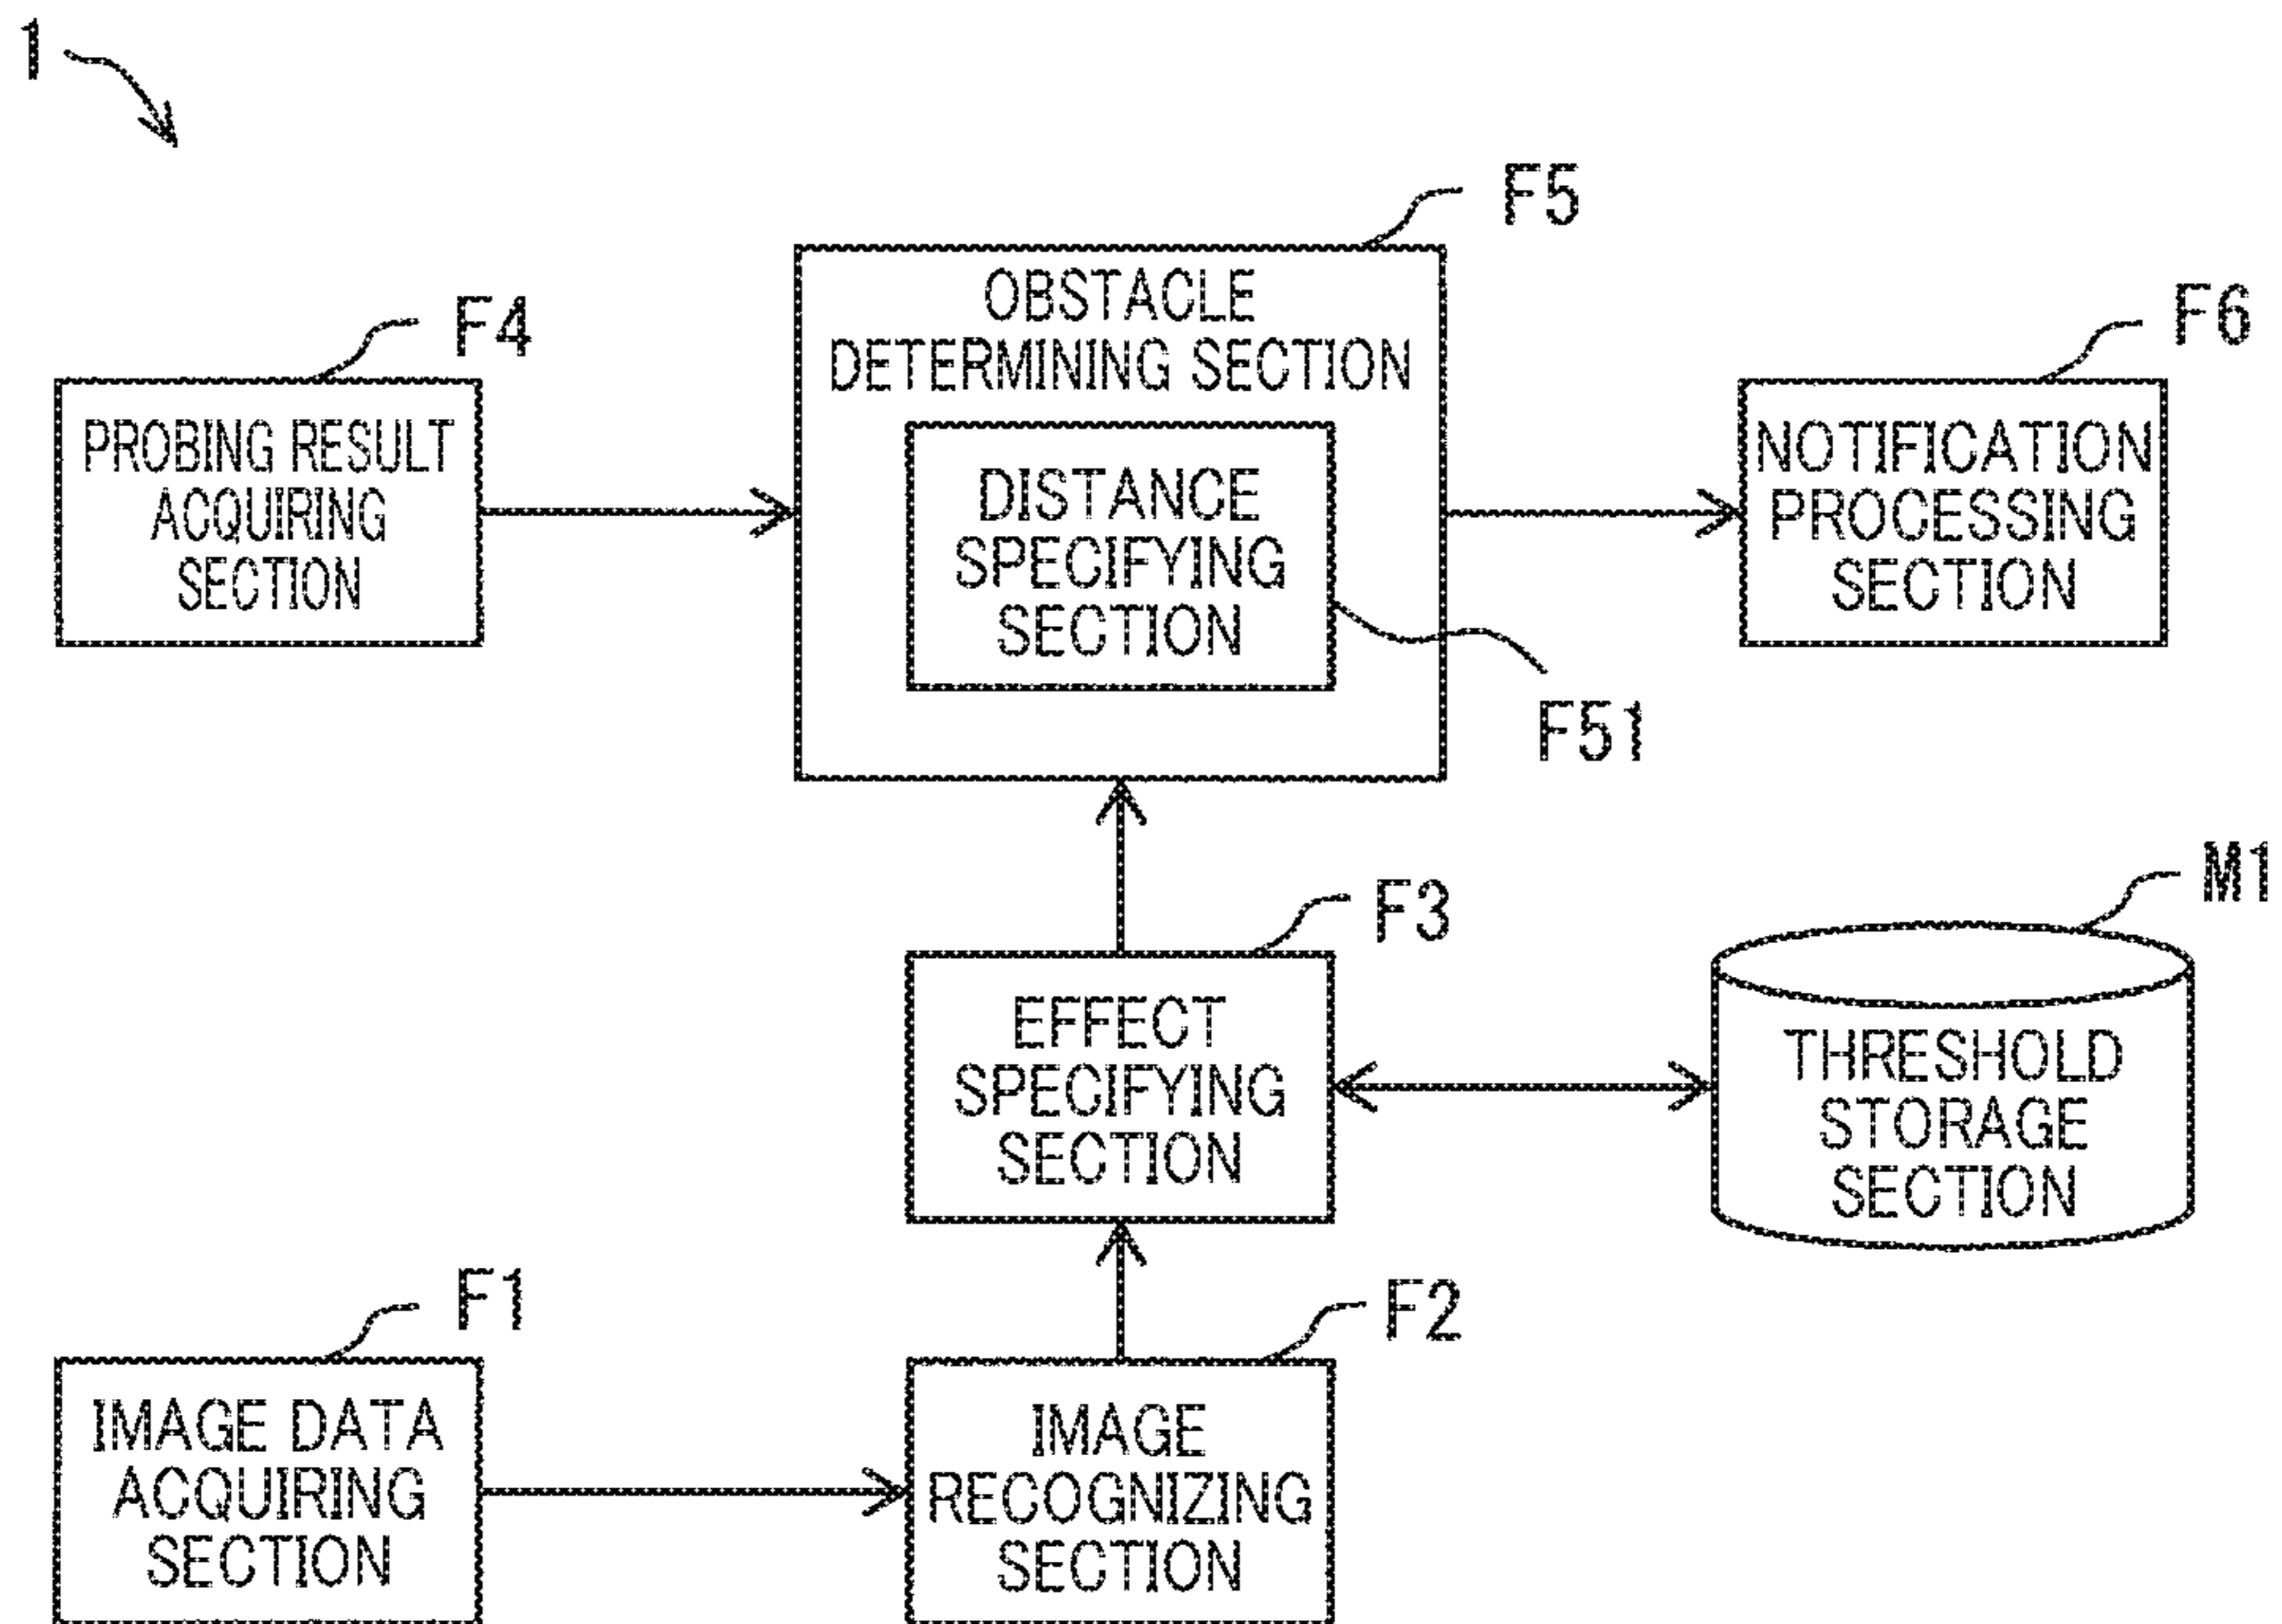 1
F5
OBSTACLE
DETERMINING SECTION
F4
PROBING RESULT
ACQUIRING
SECTION
DISTANCE
SPECIFYING
SECTION
F51
F6
NOTIFICATION
PROCESSING
SECTION
F3
EFFECT
SPECIFYING
SECTION
M1
THRESHOLD
STORAGE
SECTION
F1
IMAGE DATA
ACQUIRING
SECTION
F2
IMAGE
RECOGNIZING
SECTION